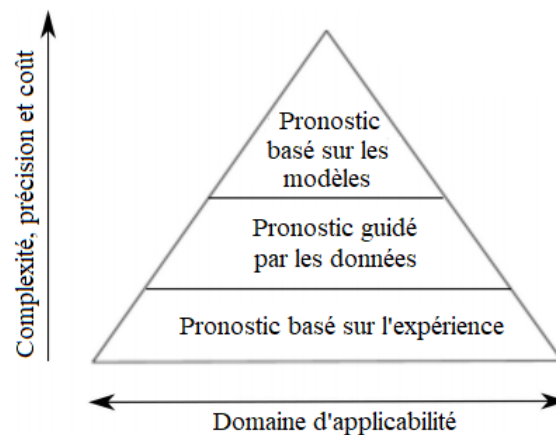 Complexité, précision et coût
Pronostic
basé sur les
modèles
Pronostic guidé
par les données
Pronostic basé sur l'expérience
Domaine d'applicabilité